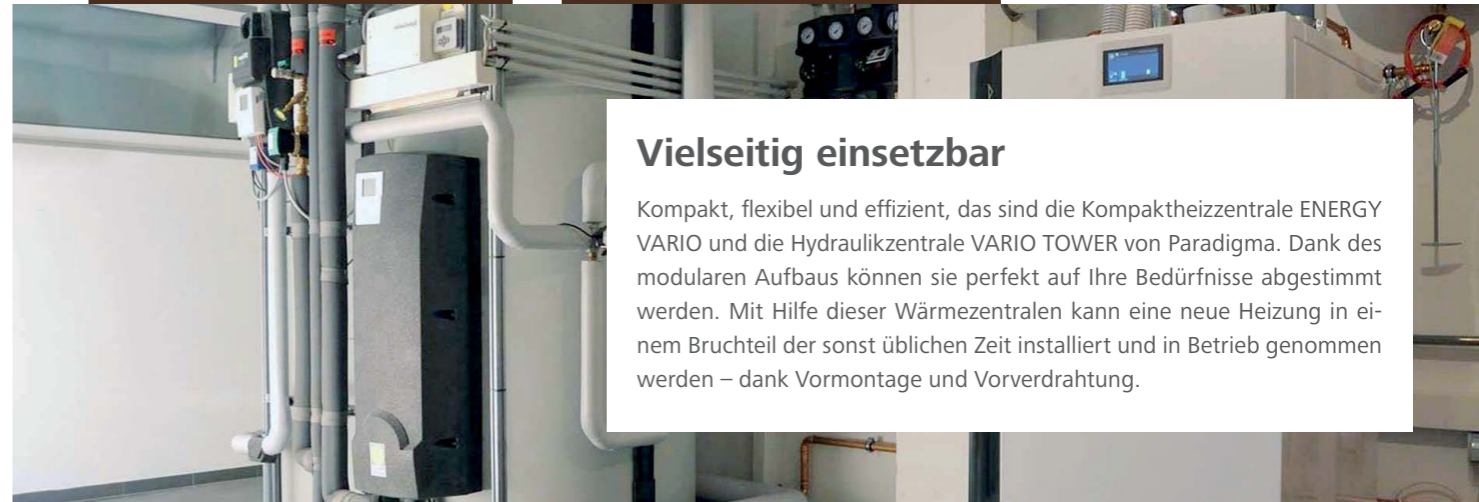 Vielseitig einsetzbar
Kompakt, flexibel und effizient, das sind die Kompaktheizzentrale ENERGY
VARIO und die Hydraulikzentrale VARIO TOWER von Paradigma. Dank des
modularen Aufbaus können sie perfekt auf Ihre Bedürfnisse abgestimmt
werden. Mit Hilfe dieser Wärmezentralen kann eine neue Heizung in ei-
nem Bruchteil der sonst üblichen Zeit installiert und in Betrieb genommen
werden – dank Vormontage und Vorverdrahtung.